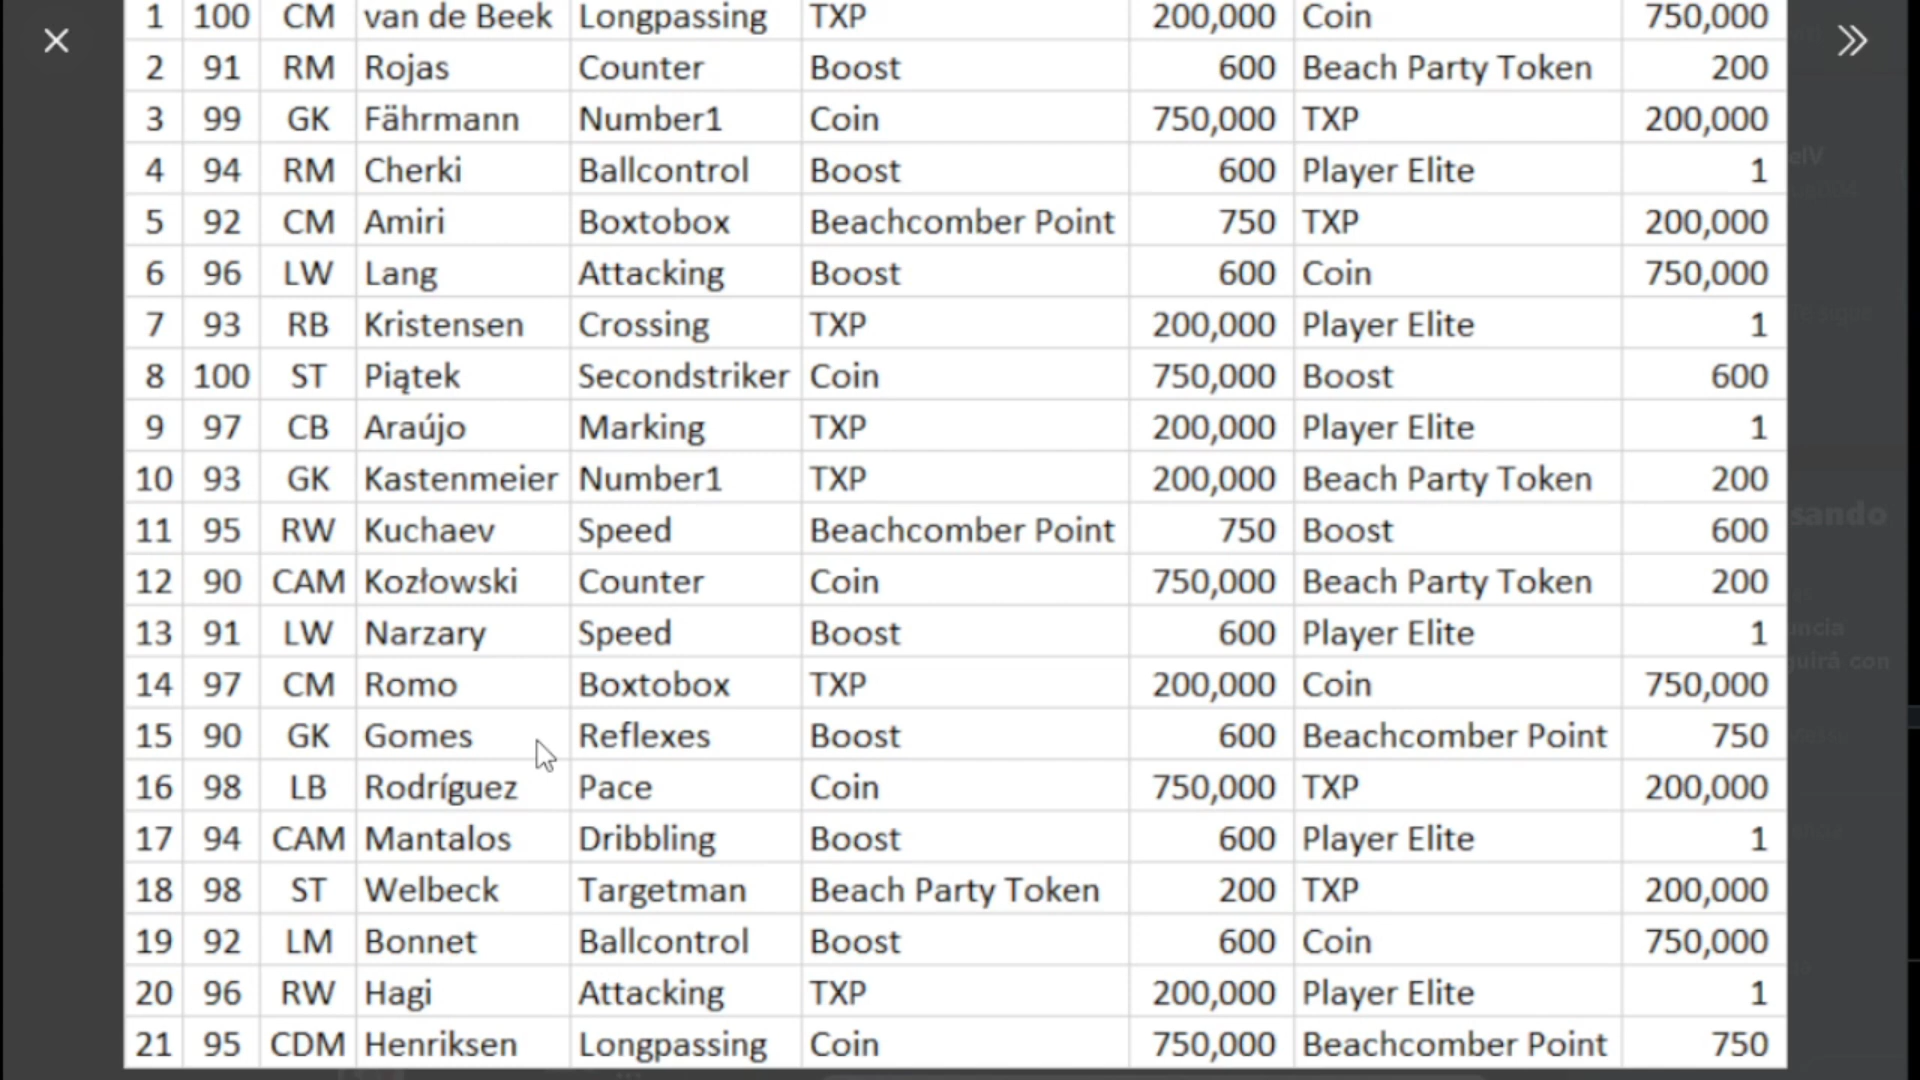 1 100 CM van de Beek Longpassing TXP 200,000 Coin 750,000
2 91 RM Rojas Counter Boost 600 Beach Party Token 200
3 99 GK Fährmann Number1 Coin 750,000 TXP 200,000
4 94 RM Cherki Ballcontrol Boost 600 Player Elite 1
5 92 CM Amiri Boxtobox Beachcomber Point 750 TXP 200,000
6 96 LW Lang Attacking Boost 600 Coin 750,000
7 93 RB Kristensen Crossing TXP 200,000 Player Elite 1
8 100 ST Piątek Secondstriker Coin 750,000 Boost 600
9 97 CB Araújo Marking TXP 200,000 Player Elite 1
10 93 GK Kastenmeier Number1 TXP 200,000 Beach Party Token 200
11 95 RW Kuchaev Speed Beachcomber Point 750 Boost 600
12 90 CAM Kozłowski Counter Coin 750,000 Beach Party Token 200
13 91 LW Narzary Speed Boost 600 Player Elite 1
14 97 CM Romo Boxtobox TXP 200,000 Coin 750,000
15 90 GK Gomes Reflexes Boost 600 Beachcomber Point 750
16 98 LB Rodríguez Pace Coin 750,000 TXP 200,000
17 94 CAM Mantalos Dribbling Boost 600 Player Elite 1
18 98 ST Welbeck Targetman Beach Party Token 200 TXP 200,000
19 92 LM Bonnet Ballcontrol Boost 600 Coin 750,000
20 96 RW Hagi Attacking TXP 200,000 Player Elite 1
21 95 CDM Henriksen Longpassing Coin 750,000 Beachcomber Point 750